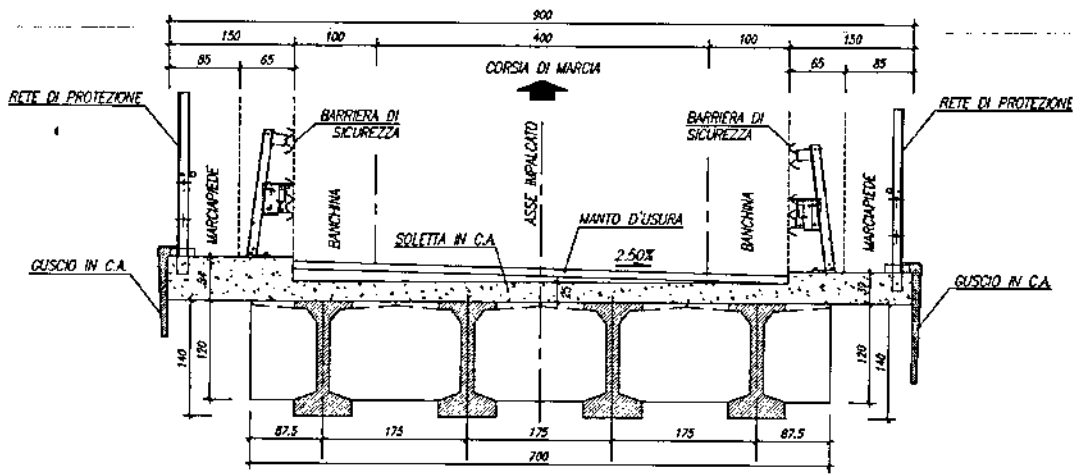 900
150 100 400 100 150
85 65 65 85
CORSIA DI MARCIA
RETE DI PROTEZIONE
RETE DI PROTEZIONE
BARRIERA DI
SICUREZZA
BARRIERA DI
SICUREZZA
MARCIAPIEDE
BANCHINA
ASSE IMPALCATO
BANCHINA
MARCIAPIEDE
MANTO D'USURA
SOLETTA IN C.A.
2.50%
GUSCIO IN C.A.
GUSCIO IN C.A.
25
120
140
120
140
87.5 175 175 175 87.5
700